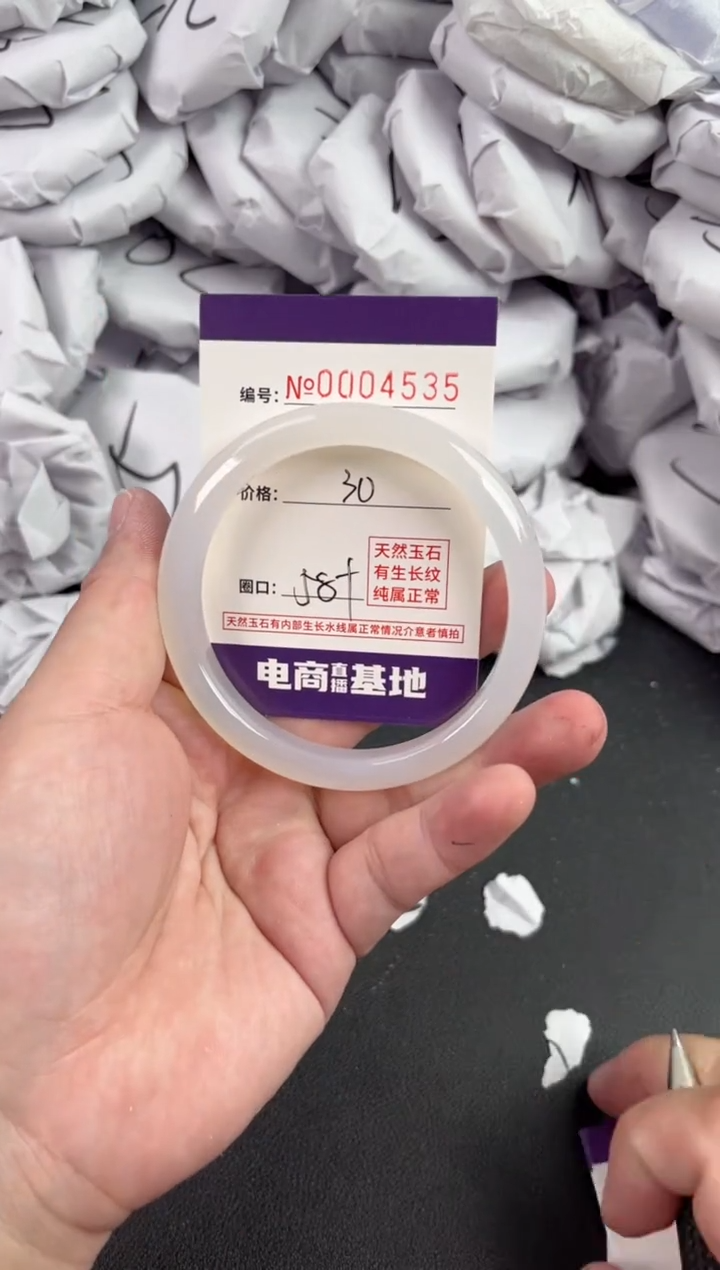 编号：№0004535
价格：30
圈口：58+
天然玉石
有生长纹
纯属正常
天然玉石有内部生长水线属正常情况介意者慎拍
电商直播基地